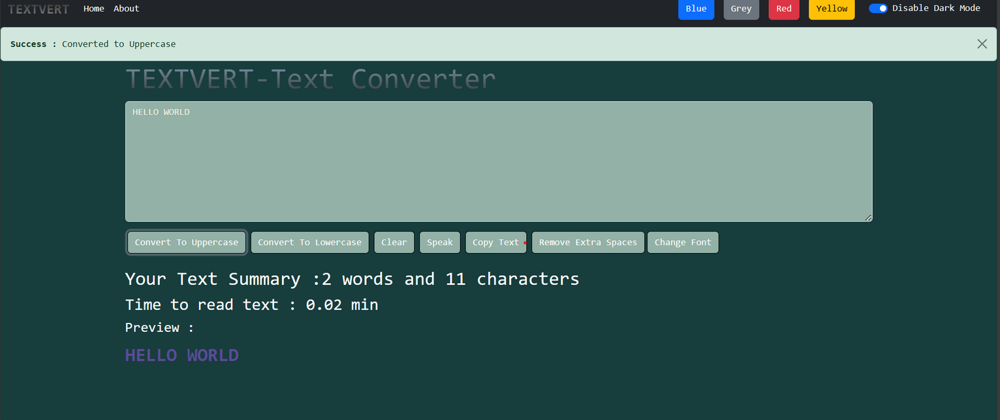 TEXTVERT Home About Blue Grey Red Yellow Disable Dark Mode
Success : Converted to Uppercase
TEXTVERT-Text Converter
HELLO WORLD
Convert To Uppercase Convert To Lowercase Clear Speak Copy Text Remove Extra Spaces Change Font
Your Text Summary :2 words and 11 characters
Time to read text : 0.02 min
Preview :
HELLO WORLD